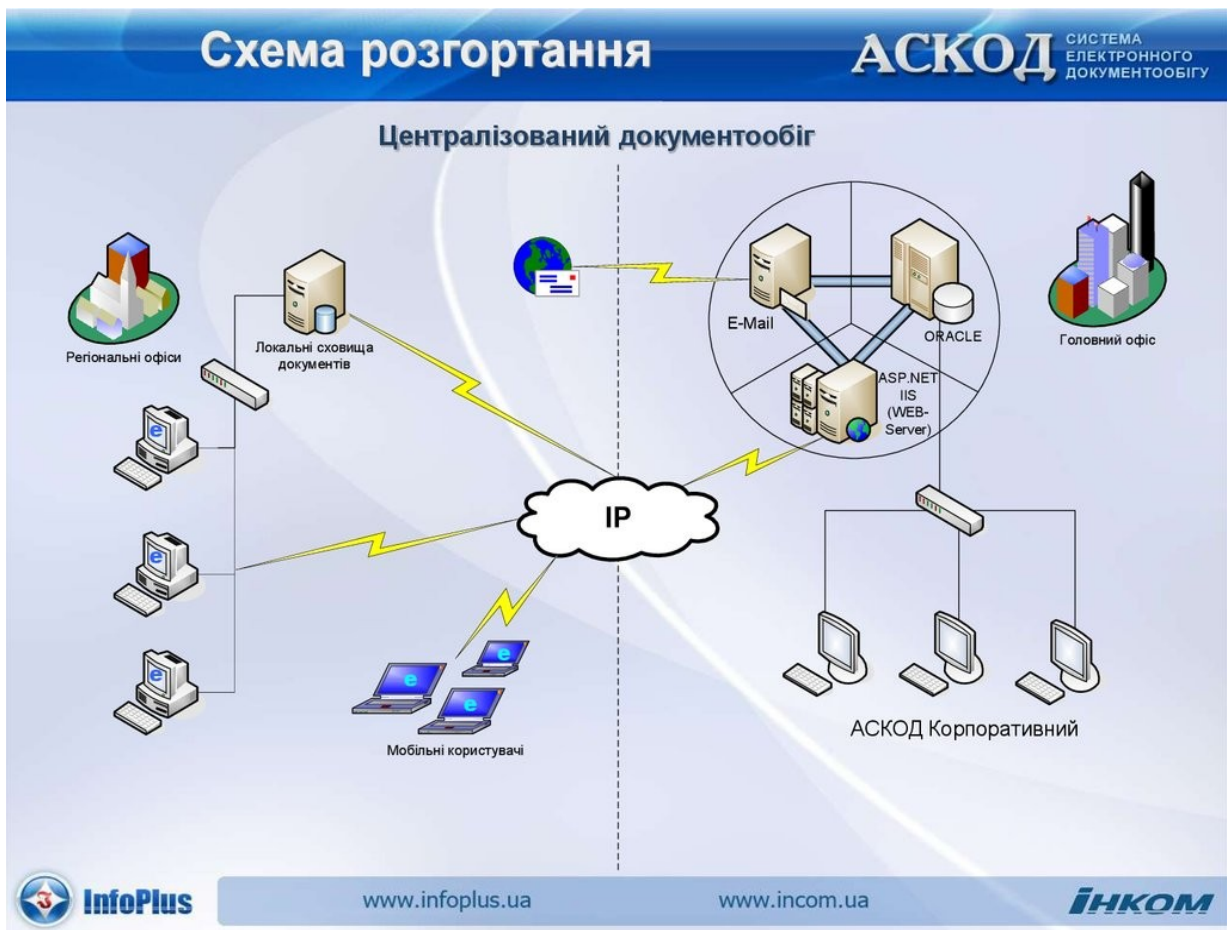 Схема розгортання
АСКОД
СИСТЕМА
ЕЛЕКТРОННОГО
ДОКУМЕНТООБІГУ
Централізований документообіг
Регіональні офіси
Локальні сховища
документів
E-Mail
ORACLE
ASP.NET
IIS
(WEB-
Server)
Головний офіс
IP
Мобільні користувачі
АСКОД Корпоративний
InfoPlus
www.infoplus.ua
www.incom.ua
ІНКОМ